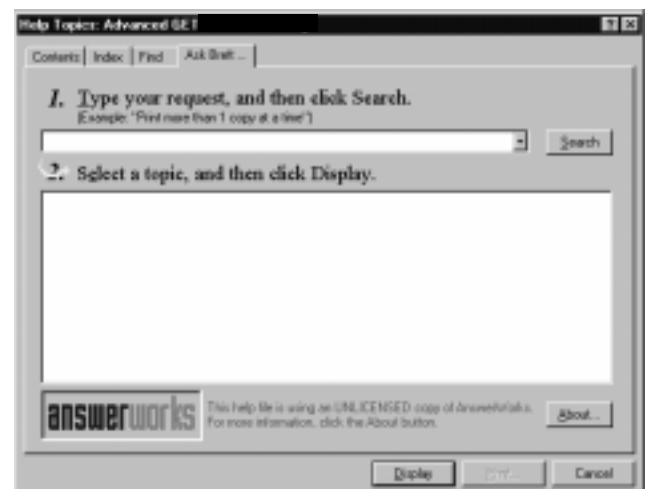 Help Topics: Advanced GET
Contents Index Find Ask Brett ...
1. Type your request, and then click Search.
(Example: "Print more than 1 copy at a time")
Search
2. Select a topic, and then click Display.
answerworks
This help file is using an UNLICENSED copy of AnswerWorks.
For more information, click the About button.
About...
Display Print... Cancel